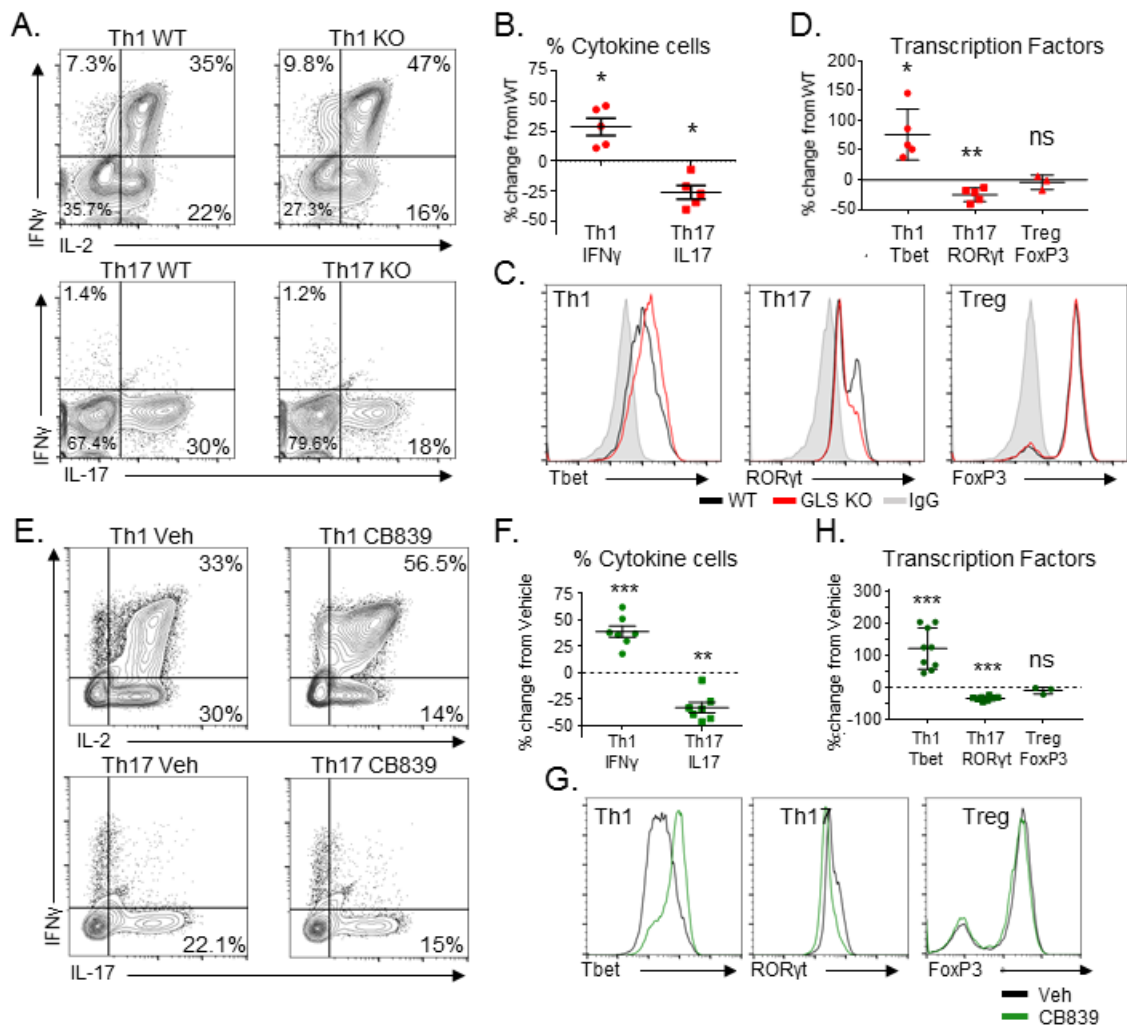 A.
Th1 WT
Th1 KO
7.3%
35%
9.8%
47%
35.7%
22%
27.3%
16%
IFNγ
IL-2
Th17 WT
Th17 KO
1.4%
1.2%
67.4%
30%
79.6%
18%
IFNγ
IL-17
B.
% Cytokine cells
% change from WT
75
50
25
0
-25
-50
*
*
Th1
IFNγ
Th17
IL17
D.
Transcription Factors
% change from WT
200
150
100
50
0
-50
*
**
ns
Th1
Tbet
Th17
RORγt
Treg
FoxP3
C.
Th1
Th17
Treg
Tbet
RORγt
FoxP3
WT
GLS KO
IgG
E.
Th1 Veh
Th1 CB839
33%
56.5%
30%
14%
IL-2
Th17 Veh
Th17 CB839
22.1%
15%
IFNγ
IL-17
F.
% Cytokine cells
% change from Vehicle
75
50
25
0
-25
-50
***
**
Th1
IFNγ
Th17
IL17
H.
Transcription Factors
% change from Vehicle
300
200
100
0
-100
***
***
ns
Th1
Tbet
Th17
RORγt
Treg
FoxP3
G.
Th1
Th17
Treg
Tbet
RORγt
FoxP3
Veh
CB839